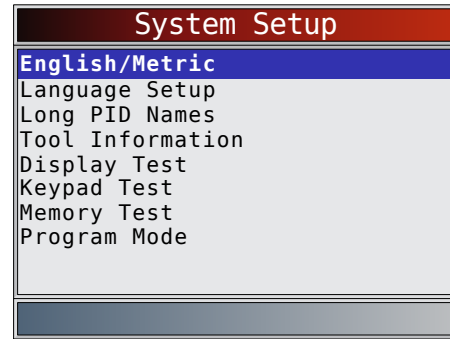 System Setup
English/Metric
Language Setup
Long PID Names
Tool Information
Display Test
Keypad Test
Memory Test
Program Mode